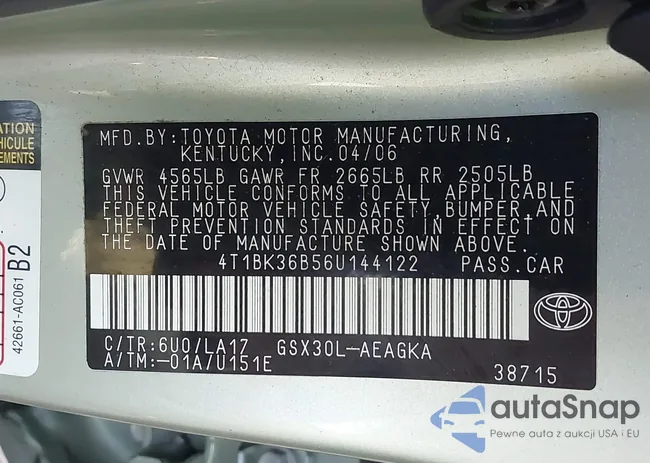 ATION
EHICULE
EMENTS
42661-AC061 B2
MFD.BY:TOYOTA MOTOR MANUFACTURING,
KENTUCKY,INC.04/06
GVWR 4565LB GAWR FR 2665LB RR 2505LB
THIS VEHICLE CONFORMS TO ALL APPLICABLE
FEDERAL MOTOR VEHICLE SAFETY,BUMPER,AND
THEFT PREVENTION STANDARDS IN EFFECT ON
THE DATE OF MANUFACTURE SHOWN ABOVE.
4T1BK36B56U144122 PASS.CAR
C/TR:6U0/LA17 GSX30L-AEAGKA
A/TM:-01A/U151E 38715
autaSnap
Pewne auta z aukcji USA i EU